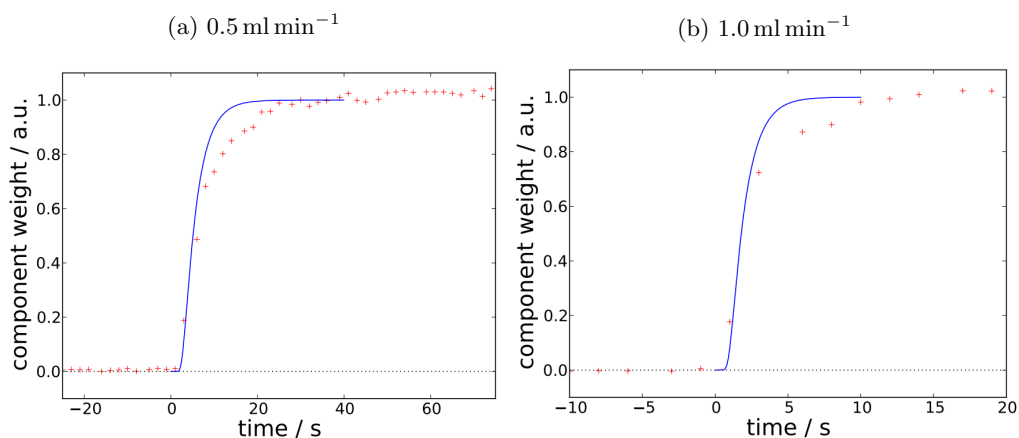 (a) 0.5 ml min⁻¹
component weight / a.u.
1.0
0.8
0.6
0.4
0.2
0.0
−20 0 20 40 60
time / s
(b) 1.0 ml min⁻¹
component weight / a.u.
1.0
0.8
0.6
0.4
0.2
0.0
−10 −5 0 5 10 15 20
time / s